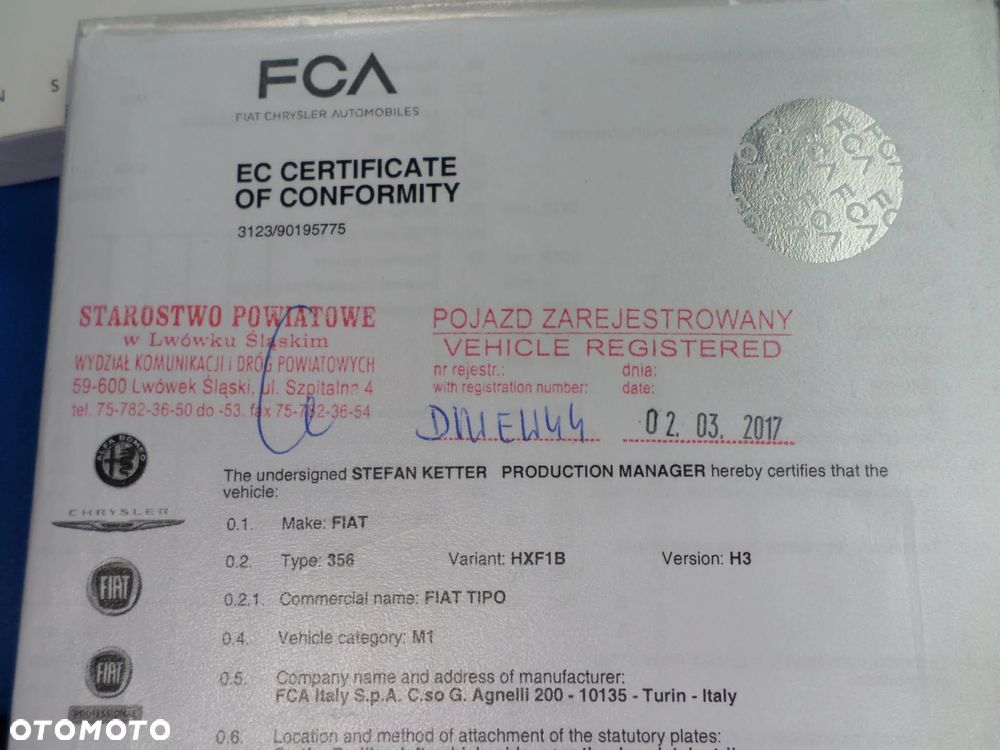 S
N
FCA
FIAT CHRYSLER AUTOMOBILES
EC CERTIFICATE
OF CONFORMITY
3123/90195775
STAROSTWO POWIATOWE
w Lwówku Śląskim
WYDZIAŁ KOMUNIKACJI i DRÓG POWIATOWYCH
59-600 Lwówek Śląski, ul. Szpitalna 4
tel. 75-782-36-50 do -53. fax 75-782-36-54
POJAZD ZAREJESTROWANY
VEHICLE REGISTERED
nr rejestr.: dnia:
with registration number: date:
02. 03. 2017
ALFA ROMEO
The undersigned STEFAN KETTER PRODUCTION MANAGER hereby certifies that the
vehicle:
CHRYSLER
0.1. Make: FIAT
0.2. Type: 356 Variant: HXF1B Version: H3
FIAT
0.2.1. Commercial name: FIAT TIPO
0.4. Vehicle category: M1
FIAT
PROFESSIONAL
0.5. Company name and address of manufacturer:
FCA Italy S.p.A. C.so G. Agnelli 200 - 10135 - Turin - Italy
0.6. Location and method of attachment of the statutory plates:
OTOMOTO